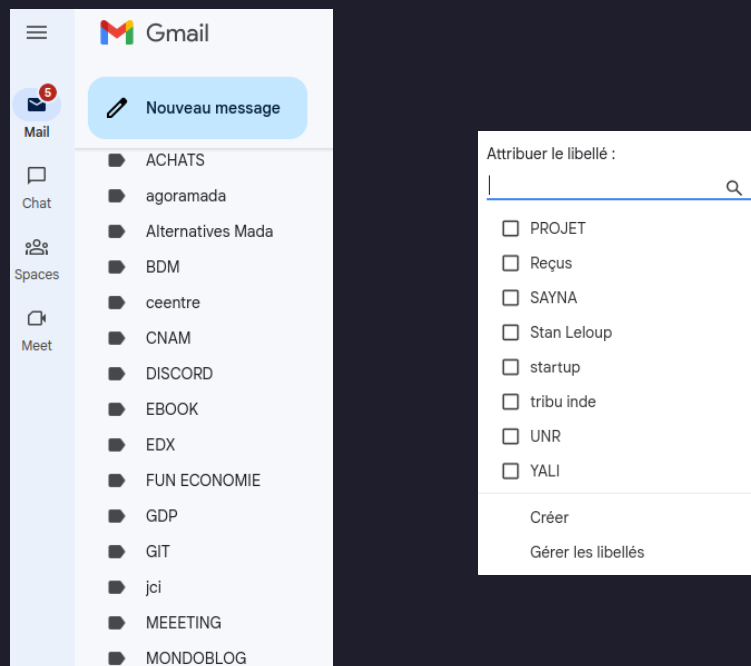 Gmail
5
Nouveau message
Mail
Chat
Spaces
Meet
ACHATS
agoramada
Alternatives Mada
BDM
ceentre
CNAM
DISCORD
EBOOK
EDX
FUN ECONOMIE
GDP
GIT
jci
MEEETING
MONDOBLOG
Attribuer le libellé :
PROJET
Reçus
SAYNA
Stan Leloup
startup
tribu inde
UNR
YALI
Créer
Gérer les libellés